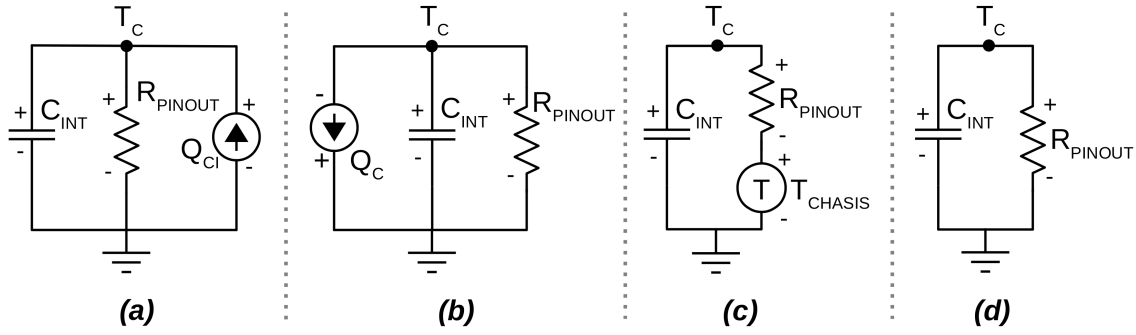 T_C
+
C_INT
-
+
R_PINOUT
-
+
Q_CI
-
(a)
T_C
-
+
Q_C
+
C_INT
-
+
R_PINOUT
-
(b)
T_C
+
C_INT
-
+
R_PINOUT
-
+
T
T_CHASIS
-
(c)
T_C
+
C_INT
-
+
R_PINOUT
-
(d)